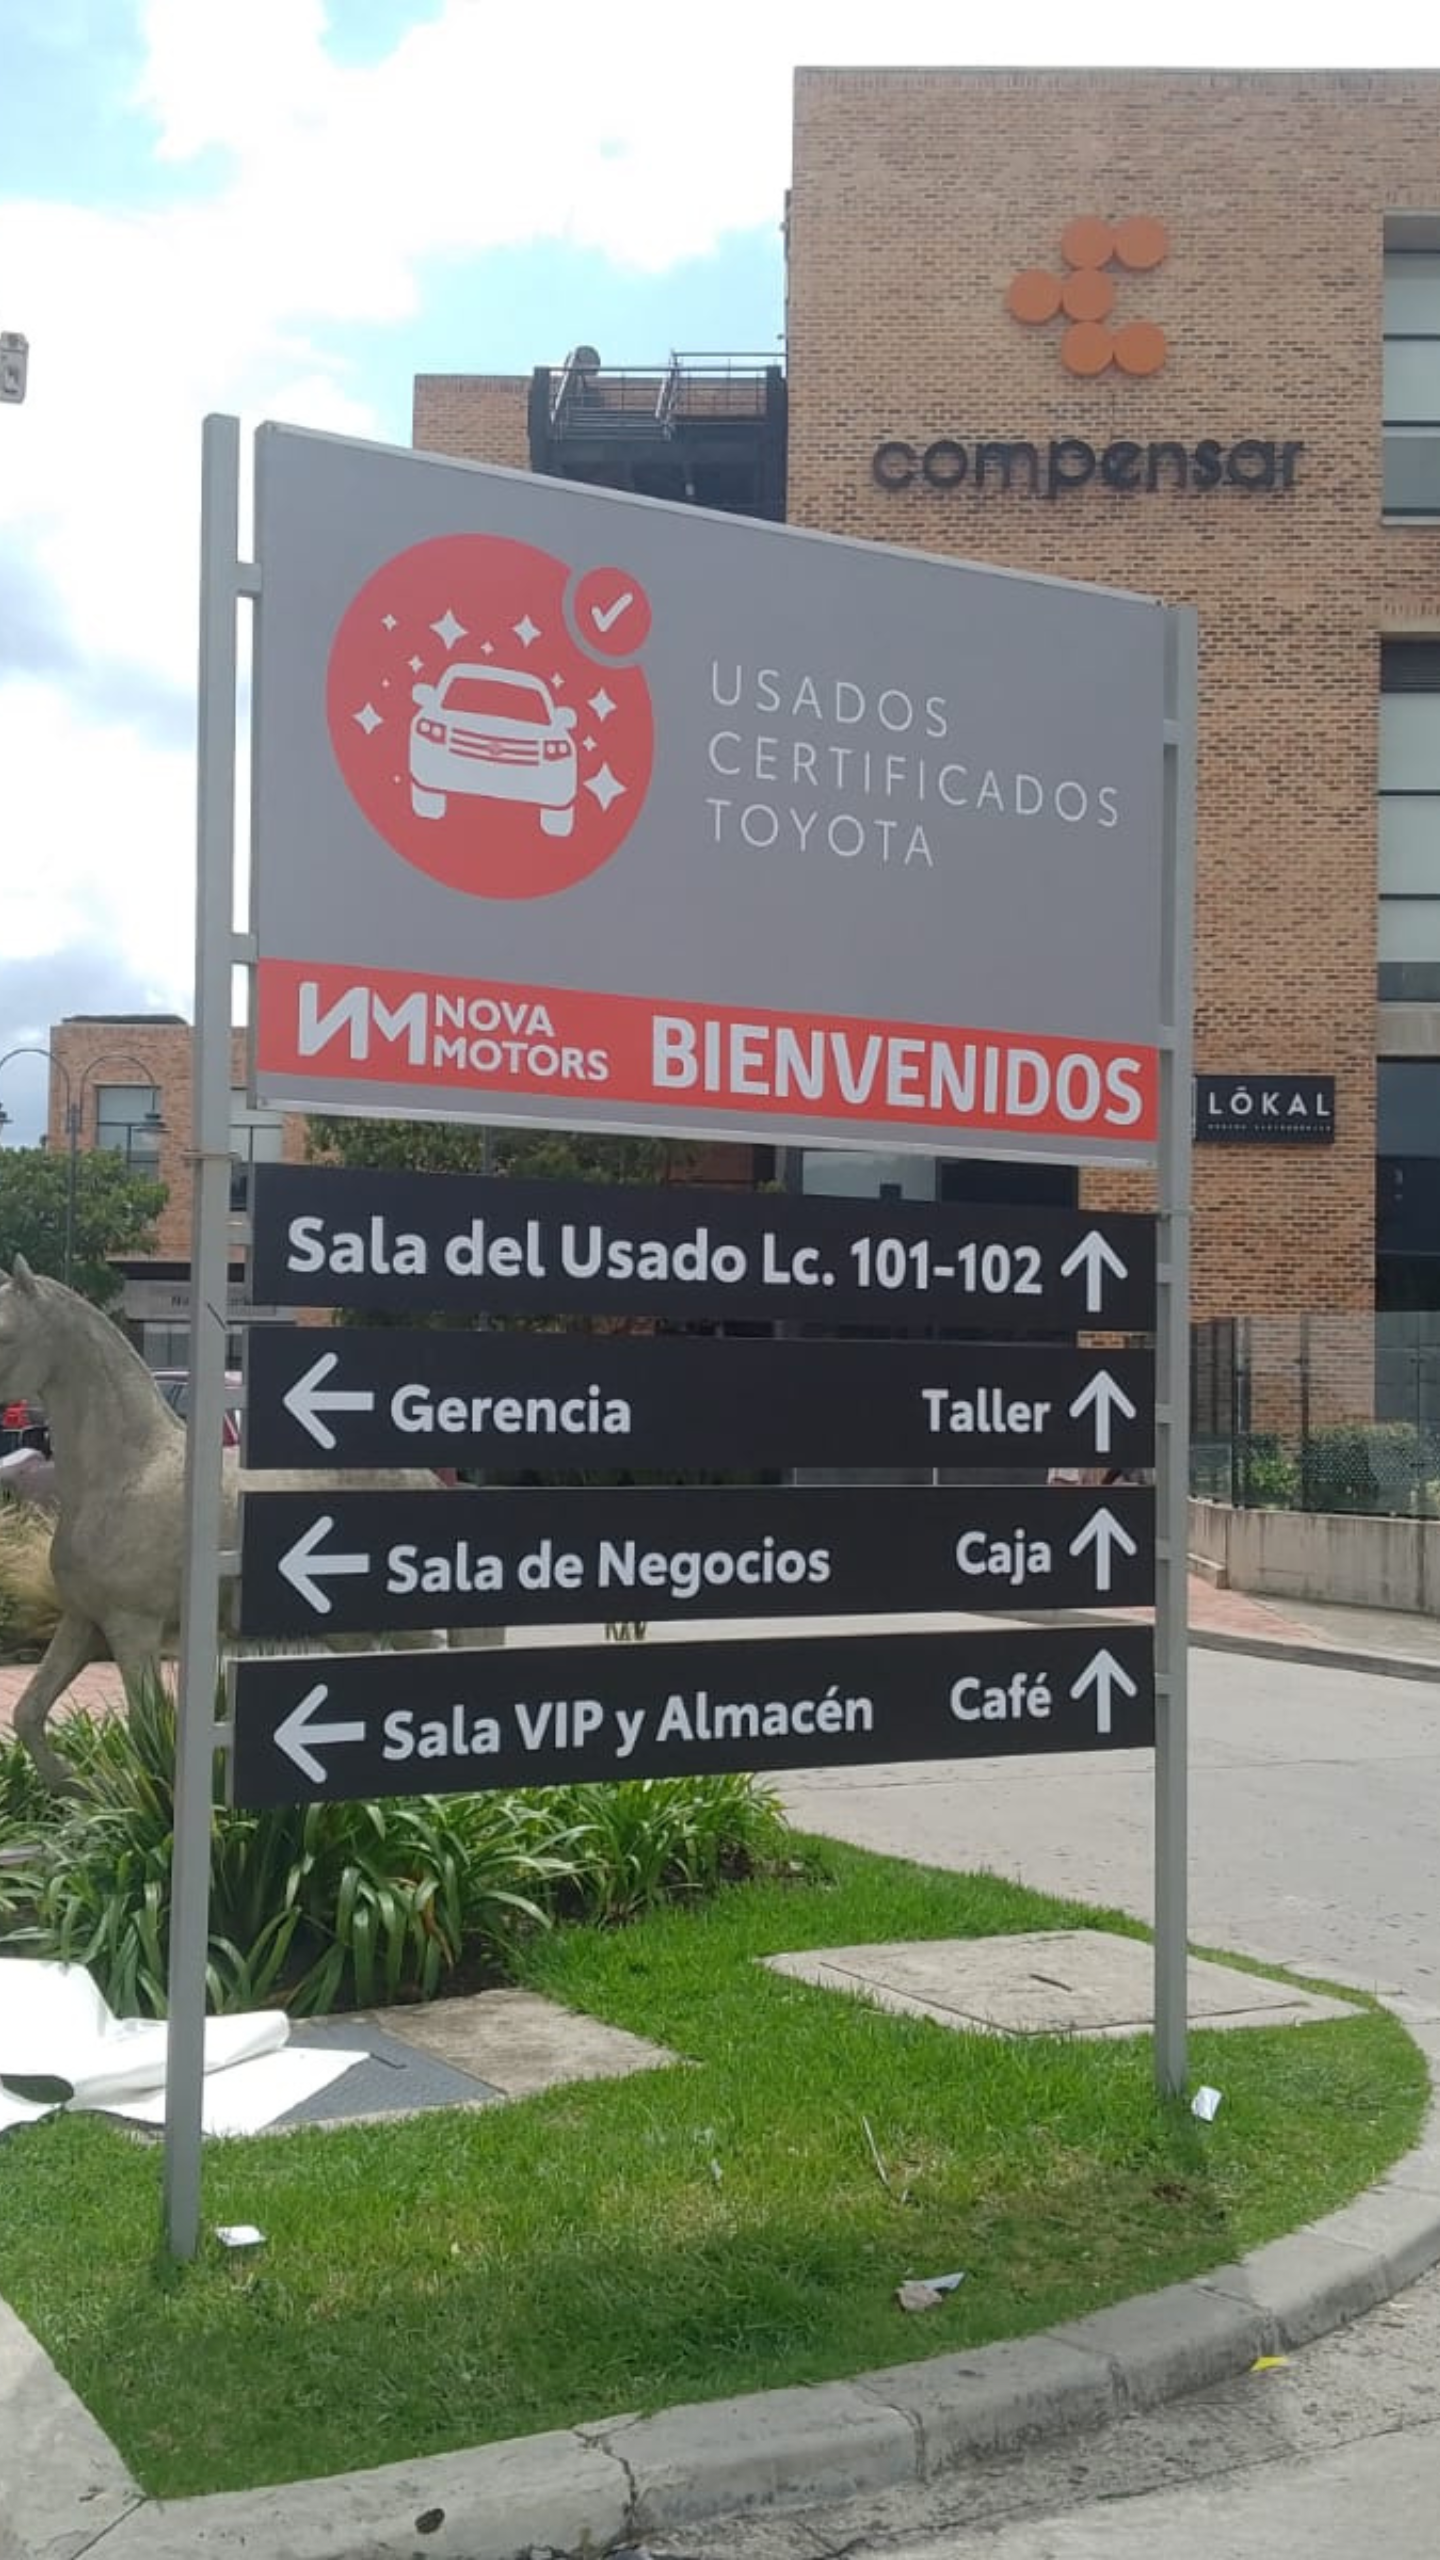 compensar
USADOS
CERTIFICADOS
TOYOTA
NM NOVA
MOTORS
BIENVENIDOS
LŌKAL
Sala del Usado Lc. 101-102
Gerencia
Taller
Sala de Negocios
Caja
Sala VIP y Almacén
Café